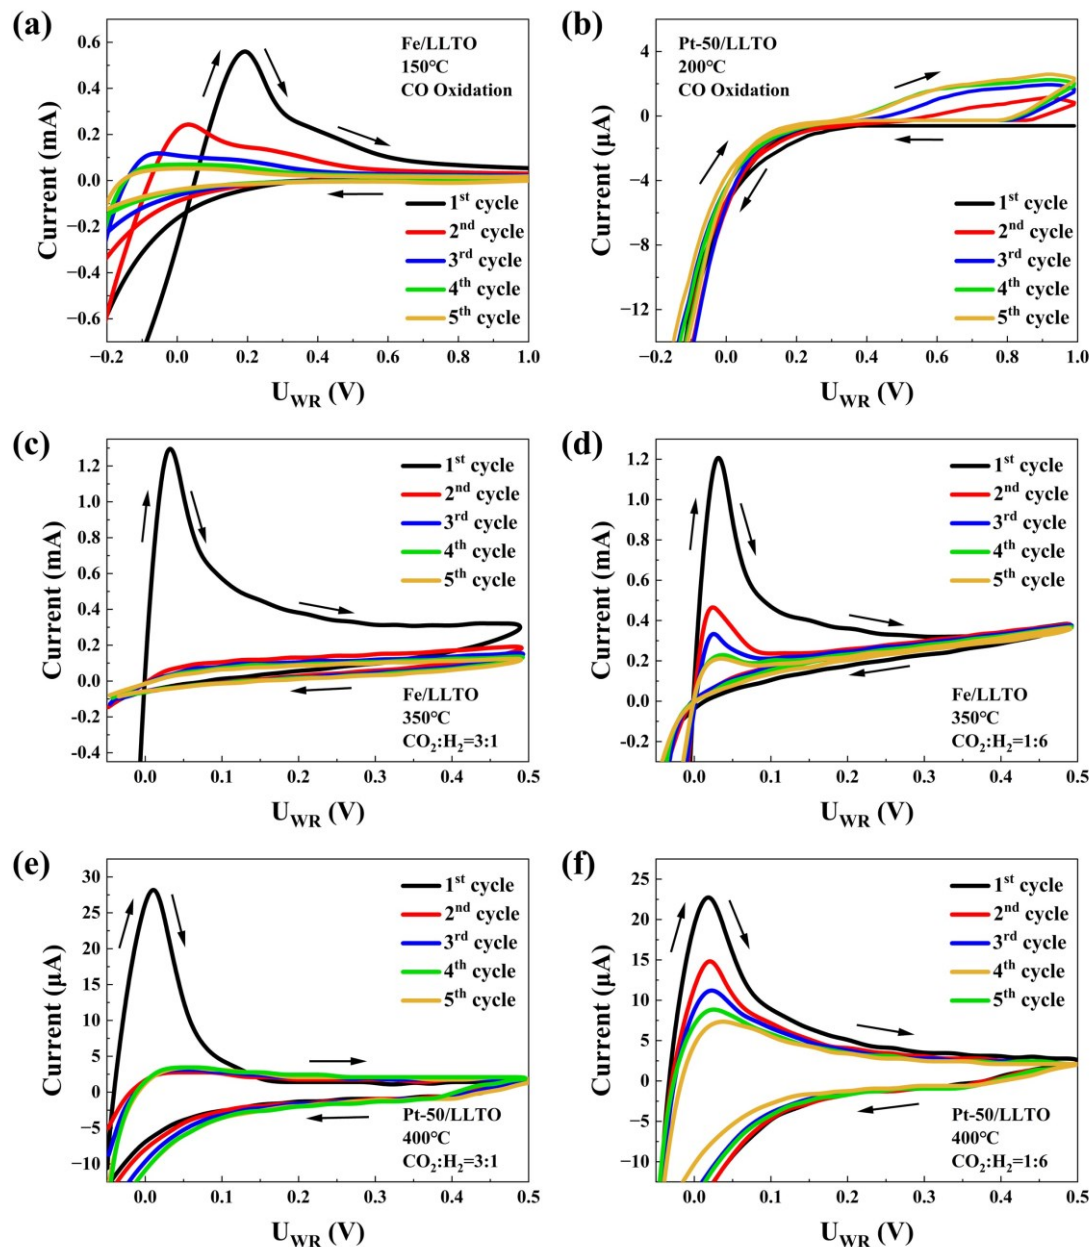 (a)
Fe/LLTO
150°C
CO Oxidation
1st cycle
2nd cycle
3rd cycle
4th cycle
5th cycle
0.6
0.4
0.2
0.0
−0.2
−0.4
−0.6
Current (mA)
−0.2 0.0 0.2 0.4 0.6 0.8 1.0
UWR (V)
(b)
Pt-50/LLTO
200°C
CO Oxidation
1st cycle
2nd cycle
3rd cycle
4th cycle
5th cycle
4
0
−4
−8
−12
Current (μA)
−0.2 0.0 0.2 0.4 0.6 0.8 1.0
UWR (V)
(c)
1st cycle
2nd cycle
3rd cycle
4th cycle
5th cycle
Fe/LLTO
350°C
CO2:H2=3:1
1.2
1.0
0.8
0.6
0.4
0.2
0.0
-0.2
-0.4
Current (mA)
0.0 0.1 0.2 0.3 0.4 0.5
UWR (V)
(d)
1st cycle
2nd cycle
3rd cycle
4th cycle
5th cycle
Fe/LLTO
350°C
CO2:H2=1:6
1.2
1.0
0.8
0.6
0.4
0.2
0.0
-0.2
Current (mA)
0.0 0.1 0.2 0.3 0.4 0.5
UWR (V)
(e)
1st cycle
2nd cycle
3rd cycle
4th cycle
5th cycle
Pt-50/LLTO
400°C
CO2:H2=3:1
30
25
20
15
10
5
0
−5
−10
Current (μA)
0.0 0.1 0.2 0.3 0.4 0.5
UWR (V)
(f)
1st cycle
2nd cycle
3rd cycle
4th cycle
5th cycle
Pt-50/LLTO
400°C
CO2:H2=1:6
25
20
15
10
5
0
−5
−10
Current (μA)
0.0 0.1 0.2 0.3 0.4 0.5
UWR (V)